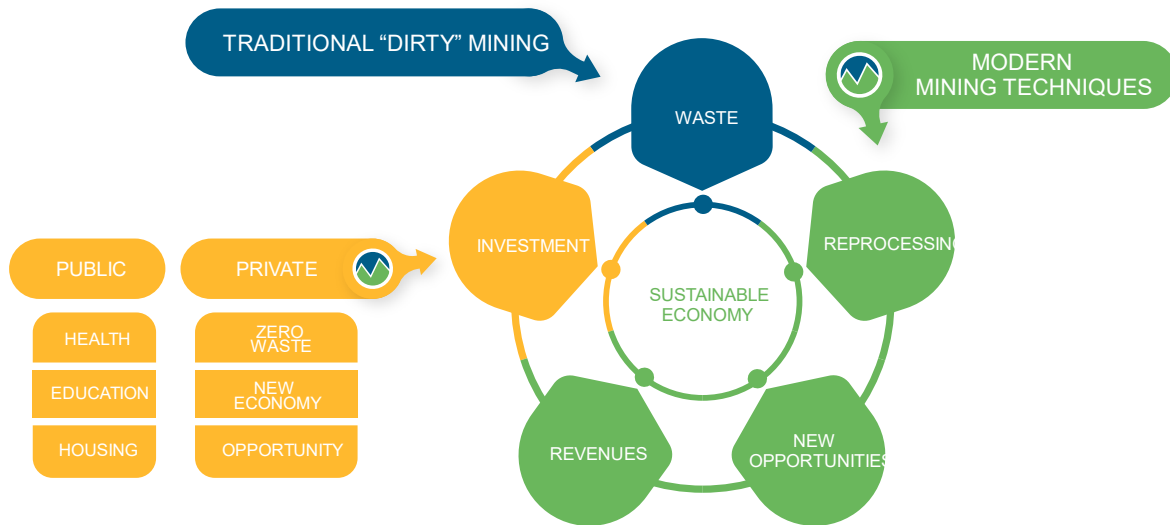 TRADITIONAL “DIRTY” MINING
MODERN
MINING TECHNIQUES
WASTE
INVESTMENT
REPROCESSING
PUBLIC
PRIVATE
SUSTAINABLE
ECONOMY
HEALTH
ZERO
WASTE
EDUCATION
NEW
ECONOMY
HOUSING
OPPORTUNITY
REVENUES
NEW
OPPORTUNITIES